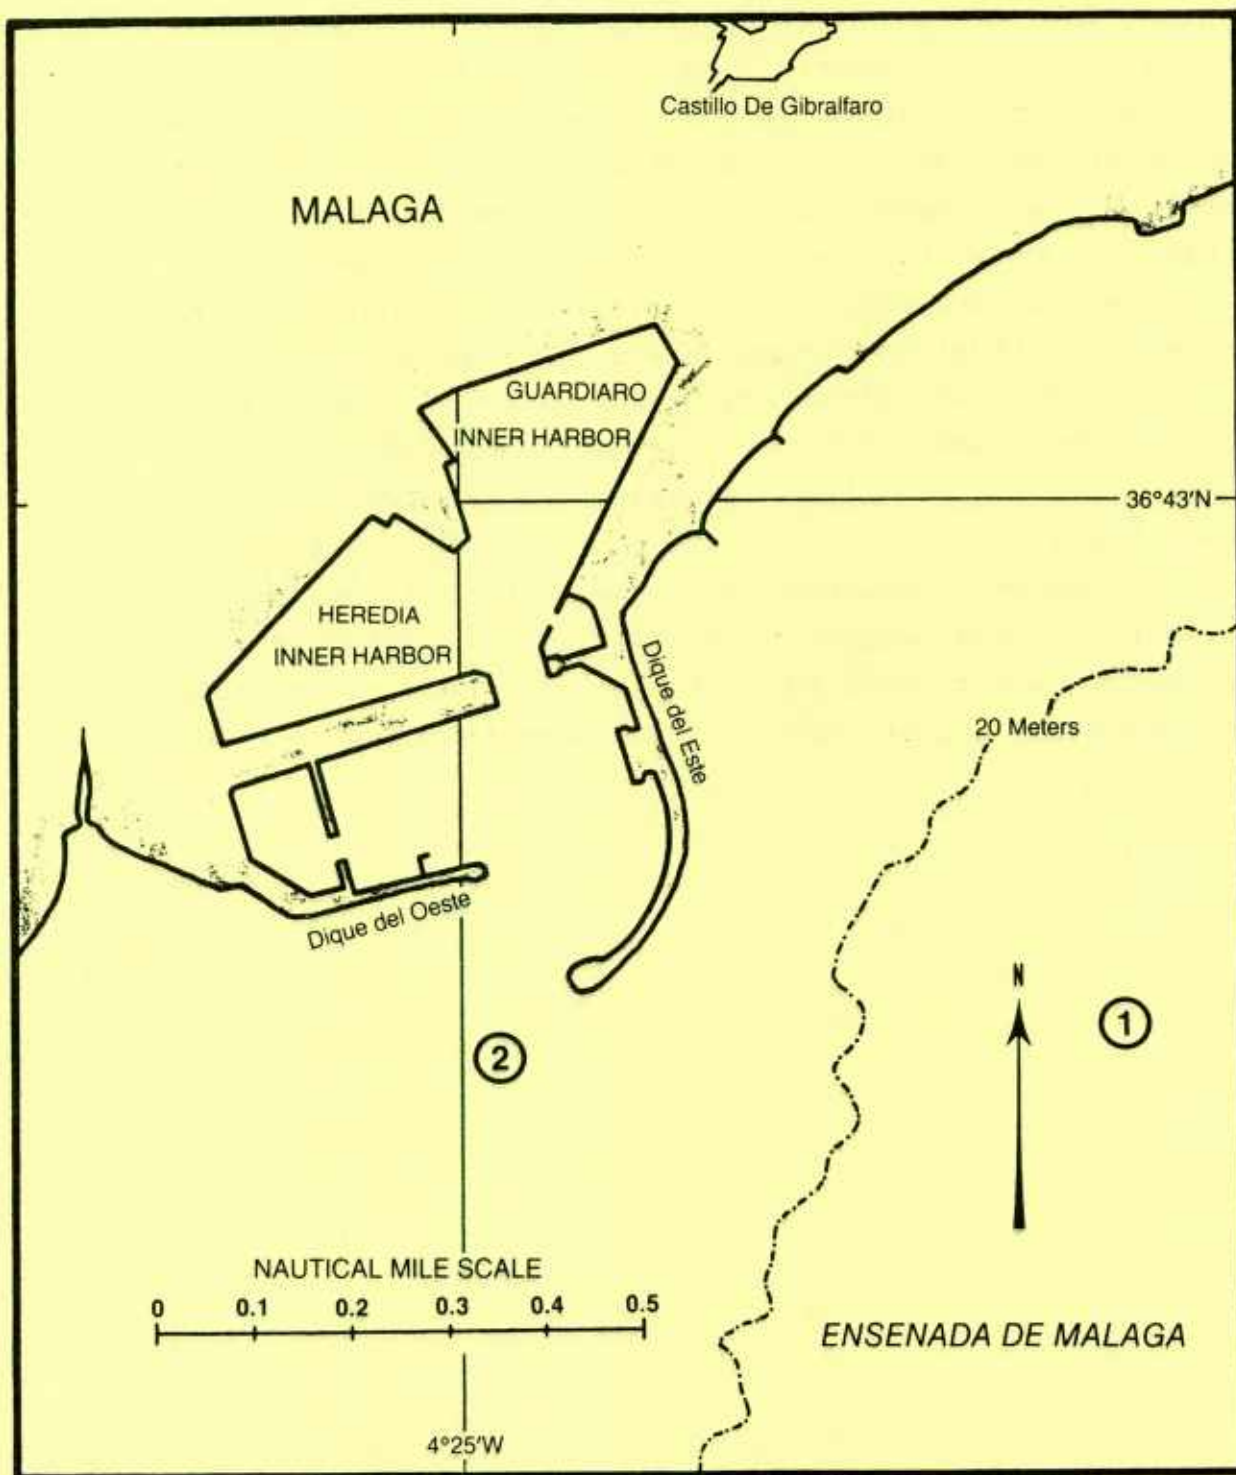 Castillo De Gibralfaro
MALAGA
GUARDIARO
INNER HARBOR
36°43'N
HEREDIA
INNER HARBOR
Dique del Este
20 Meters
Dique del Oeste
N
1
2
NAUTICAL MILE SCALE
0 0.1 0.2 0.3 0.4 0.5
ENSENADA DE MALAGA
4°25'W